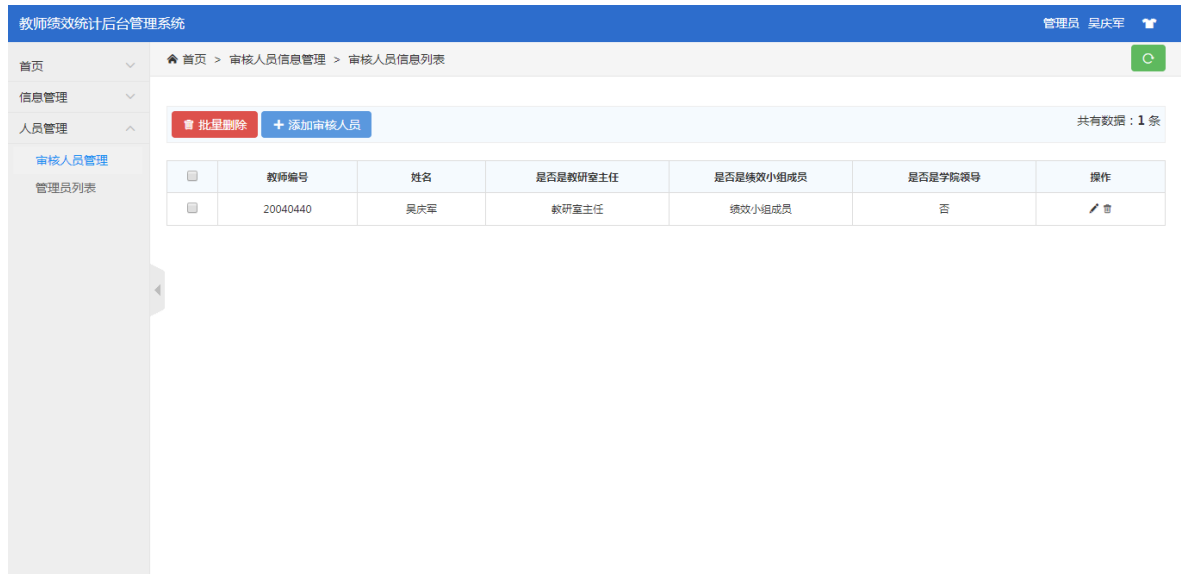 教师绩效统计后台管理系统 管理员 吴庆军
首页 > 审核人员信息管理 > 审核人员信息列表
首页
信息管理
人员管理
审核人员管理
管理员列表
批量删除 添加审核人员 共有数据：1 条
教师编号 姓名 是否是教研室主任 是否是绩效小组成员 是否是学院领导 操作
20040440 吴庆军 教研室主任 绩效小组成员 否